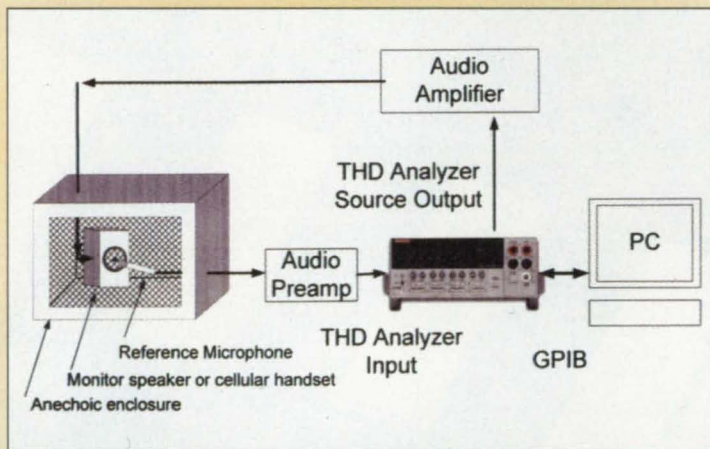 Audio
Amplifier
THD Analyzer
Source Output
PC
Audio
Preamp
THD Analyzer
Input
GPIB
Reference Microphone
Monitor speaker or cellular handset
Anechoic enclosure